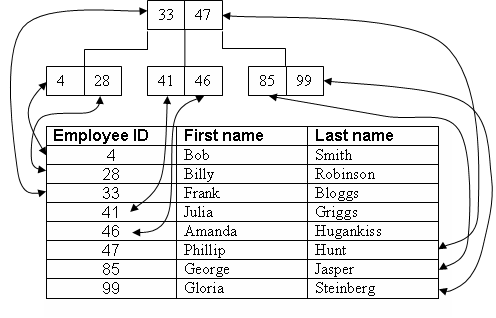 33 47
4 28 41 46 85 99
Employee ID First name Last name
4 Bob Smith
28 Billy Robinson
33 Frank Bloggs
41 Julia Griggs
46 Amanda Hugankiss
47 Phillip Hunt
85 George Jasper
99 Gloria Steinberg